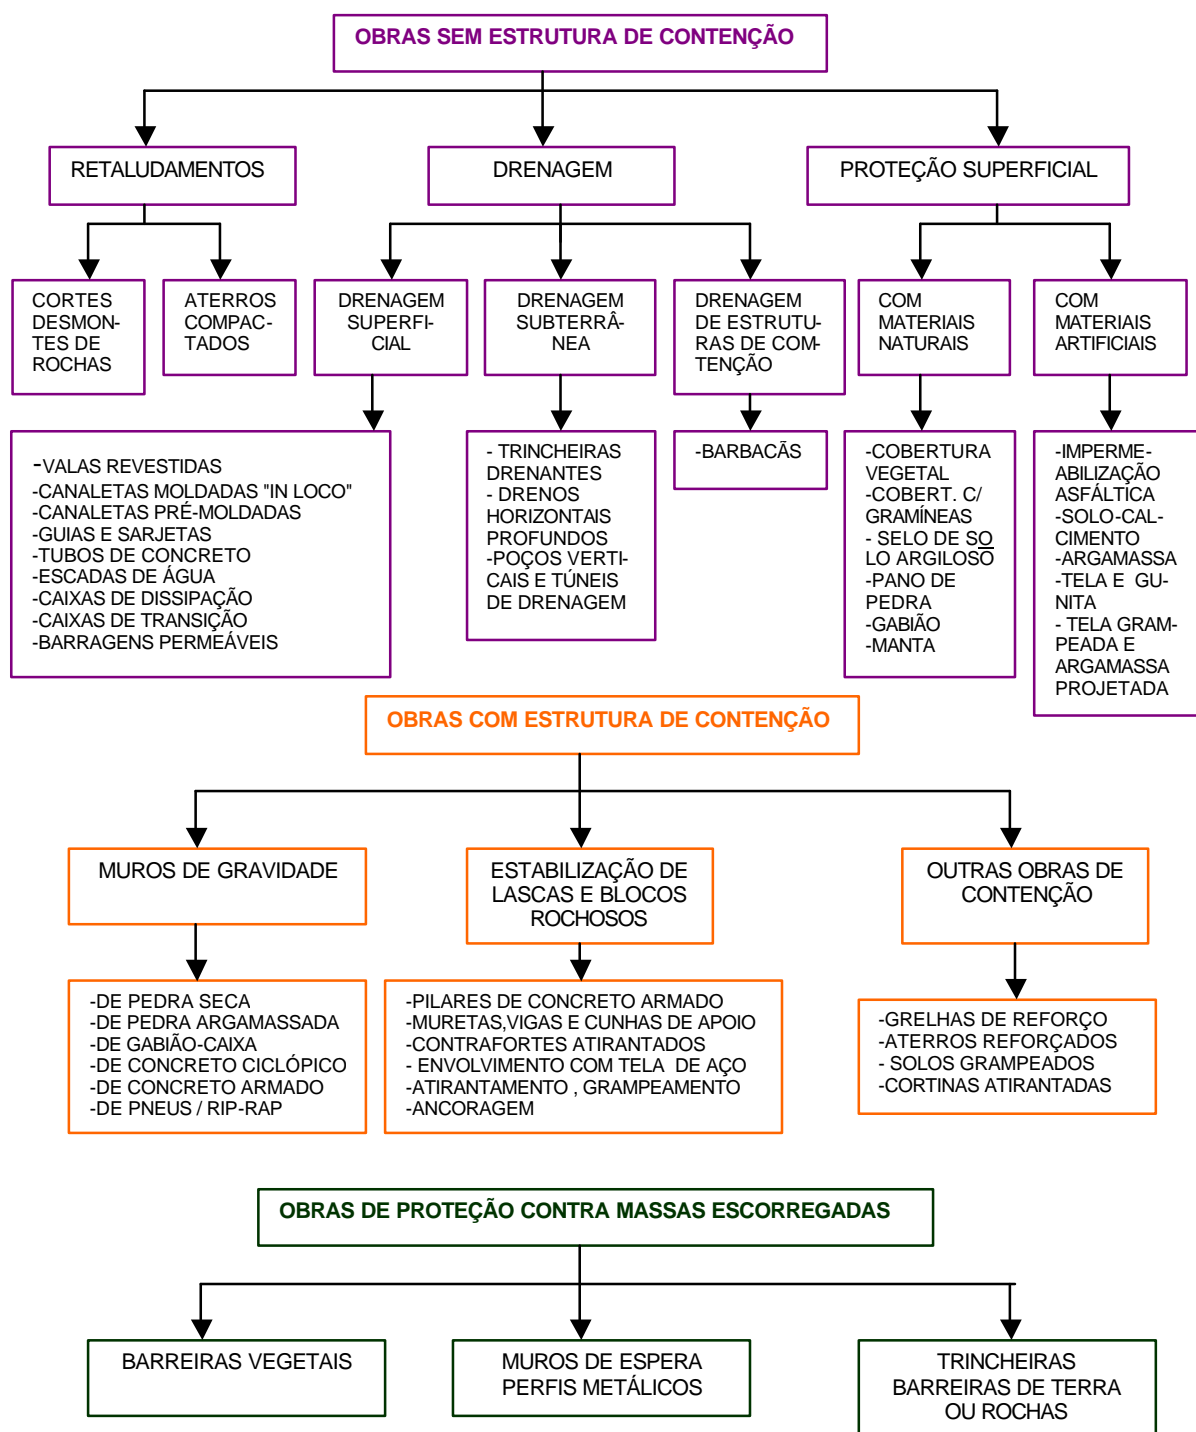 OBRAS SEM ESTRUTURA DE CONTENÇÃO
RETALUDAMENTOS
DRENAGEM
PROTEÇÃO SUPERFICIAL
CORTES
DESMON-
TES DE
ROCHAS
ATERROS
COMPAC-
TADOS
DRENAGEM
SUPERFI-
CIAL
DRENAGEM
SUBTERRÂ-
NEA
DRENAGEM
DE ESTRUTU-
RAS DE COM-
TENÇÃO
COM
MATERIAIS
NATURAIS
COM
MATERIAIS
ARTIFICIAIS
-VALAS REVESTIDAS
-CANALETAS MOLDADAS "IN LOCO"
-CANALETAS PRÉ-MOLDADAS
-GUIAS E SARJETAS
-TUBOS DE CONCRETO
-ESCADAS DE ÁGUA
-CAIXAS DE DISSIPAÇÃO
-CAIXAS DE TRANSIÇÃO
-BARRAGENS PERMEÁVEIS
- TRINCHEIRAS
DRENANTES
- DRENOS
HORIZONTAIS
PROFUNDOS
-POÇOS VERTI-
CAIS E TÚNEIS
DE DRENAGEM
-BARBACÃS
-COBERTURA
VEGETAL
-COBERT. C/
GRAMÍNEAS
- SELO DE SO
LO ARGILOSO
-PANO DE
PEDRA
-GABIÃO
-MANTA
-IMPERME-
ABILIZAÇÃO
ASFÁLTICA
-SOLO-CAL-
CIMENTO
-ARGAMASSA
-TELA E GU-
NITA
- TELA GRAM-
PEADA E
ARGAMASSA
PROJETADA
OBRAS COM ESTRUTURA DE CONTENÇÃO
MUROS DE GRAVIDADE
ESTABILIZAÇÃO DE
LASCAS E BLOCOS
ROCHOSOS
OUTRAS OBRAS DE
CONTENÇÃO
-DE PEDRA SECA
-DE PEDRA ARGAMASSADA
-DE GABIÃO-CAIXA
-DE CONCRETO CICLÓPICO
-DE CONCRETO ARMADO
-DE PNEUS / RIP-RAP
-PILARES DE CONCRETO ARMADO
-MURETAS,VIGAS E CUNHAS DE APOIO
-CONTRAFORTES ATIRANTADOS
- ENVOLVIMENTO COM TELA DE AÇO
-ATIRANTAMENTO , GRAMPEAMENTO
-ANCORAGEM
-GRELHAS DE REFORÇO
-ATERROS REFORÇADOS
- SOLOS GRAMPEADOS
-CORTINAS ATIRANTADAS
OBRAS DE PROTEÇÃO CONTRA MASSAS ESCORREGADAS
BARREIRAS VEGETAIS
MUROS DE ESPERA
PERFIS METÁLICOS
TRINCHEIRAS
BARREIRAS DE TERRA
OU ROCHAS